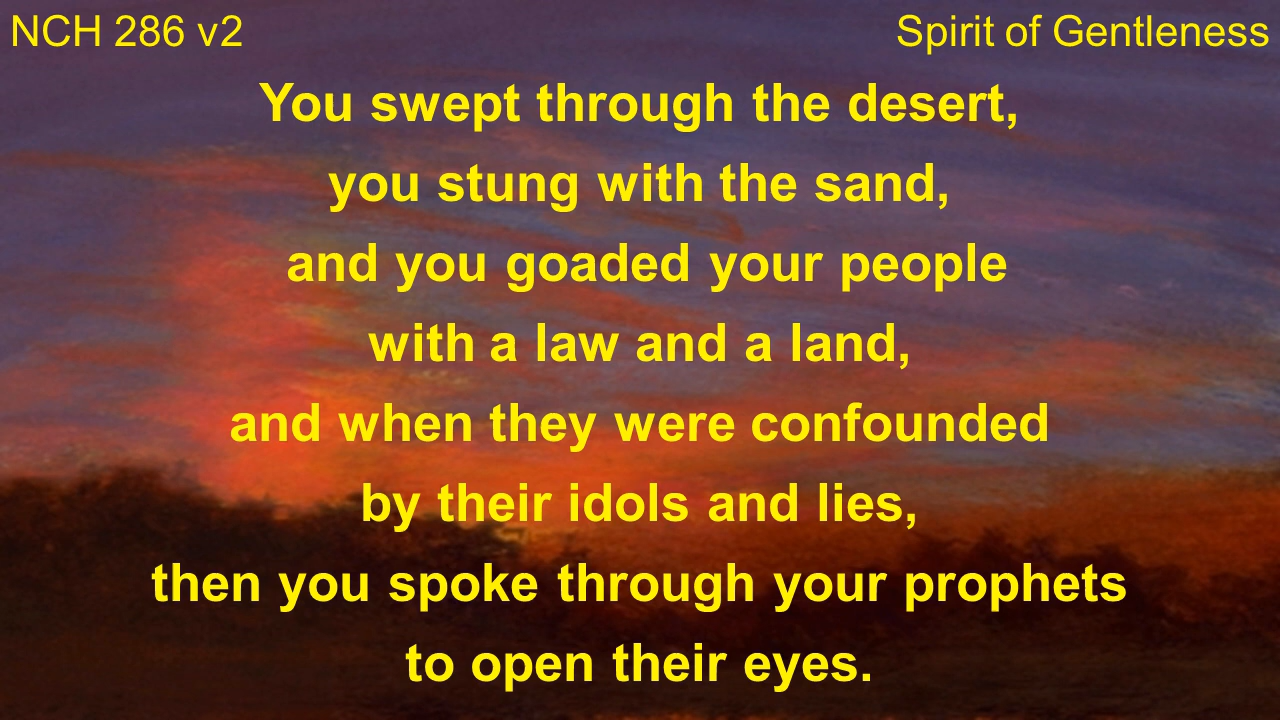 NCH 286 v2
Spirit of Gentleness
You swept through the desert,
you stung with the sand,
and you goaded your people
with a law and a land,
and when they were confounded
by their idols and lies,
then you spoke through your prophets
to open their eyes.